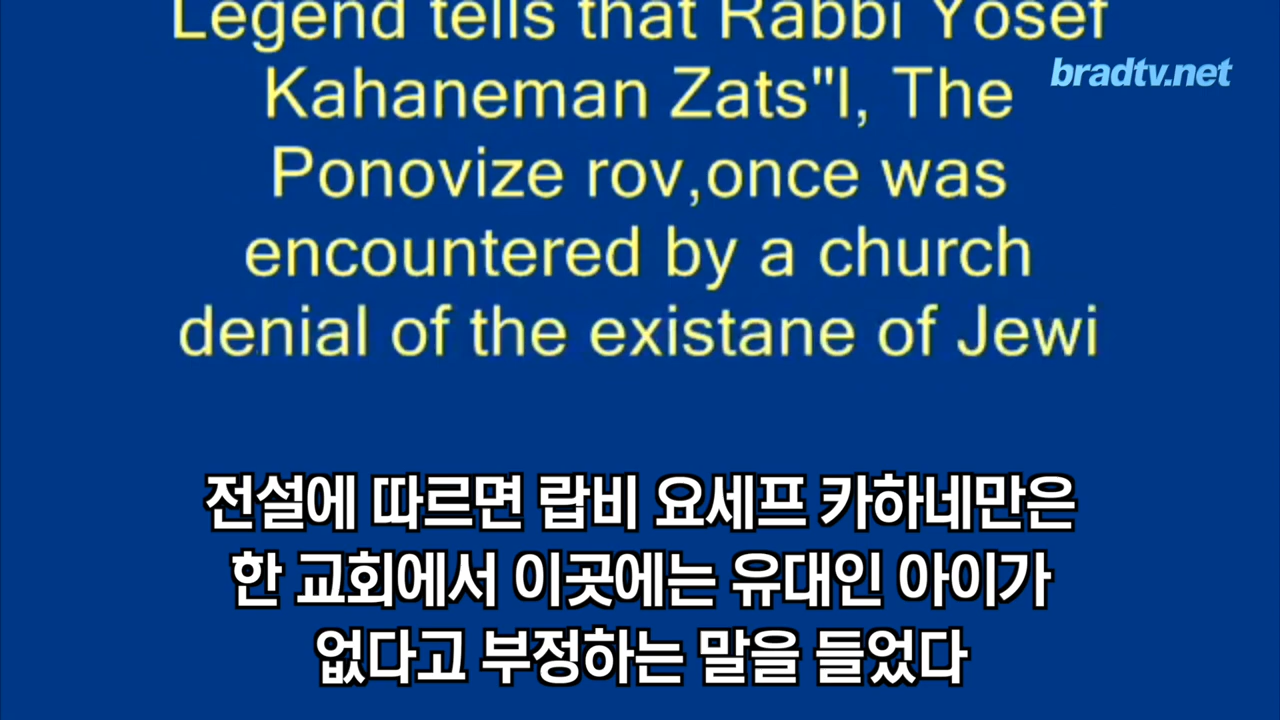 Legend tells that Rabbi Yosef
bradtv.net
Kahaneman Zats"l, The
Ponovize rov,once was
encountered by a church
denial of the existane of Jewi
전설에 따르면 랍비 요세프 카하네만은
한 교회에서 이곳에는 유대인 아이가
없다고 부정하는 말을 들었다